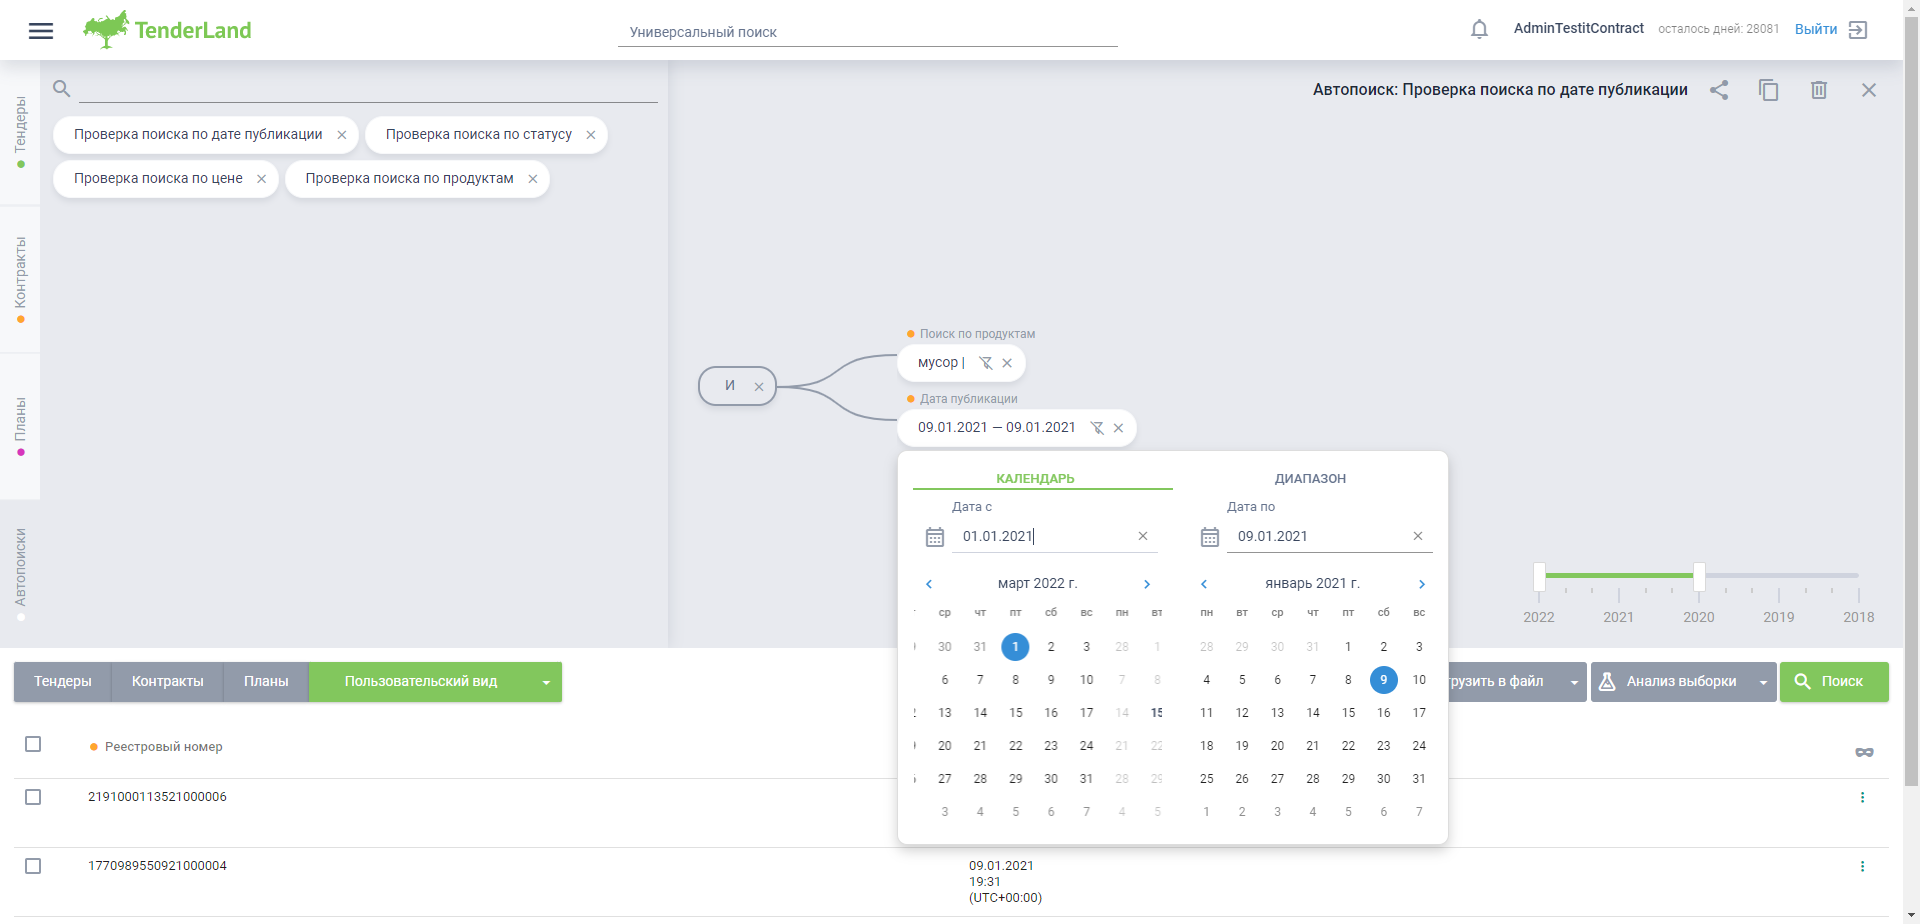 TenderLand
Универсальный поиск
AdminTestitContract
осталось дней: 28081
Выйти
Тендеры
Контракты
Планы
Автопоиски
Проверка поиска по дате публикации
Проверка поиска по статусу
Проверка поиска по цене
Проверка поиска по продуктам
Автопоиск: Проверка поиска по дате публикации
Поиск по продуктам
И
мусор |
Дата публикации
09.01.2021 — 09.01.2021
КАЛЕНДАРЬ
ДИАПАЗОН
Дата с
01.01.2021
Дата по
09.01.2021
март 2022 г.
ср чт пт сб вс пн вт
30 31 1 2 3 28 1
6 7 8 9 10 7 8
13 14 15 16 17 14 15
20 21 22 23 24 21 22
27 28 29 30 31 28 29
3 4 5 6 7 4 5
январь 2021 г.
пн вт ср чт пт сб вс
28 29 30 31 1 2 3
4 5 6 7 8 9 10
11 12 13 14 15 16 17
18 19 20 21 22 23 24
25 26 27 28 29 30 31
1 2 3 4 5 6 7
2022 2021 2020 2019 2018
Тендеры
Контракты
Планы
Пользовательский вид
грузить в файл
Анализ выборки
Поиск
Реестровый номер
2191000113521000006
1770989550921000004
09.01.2021
19:31
(UTC+00:00)